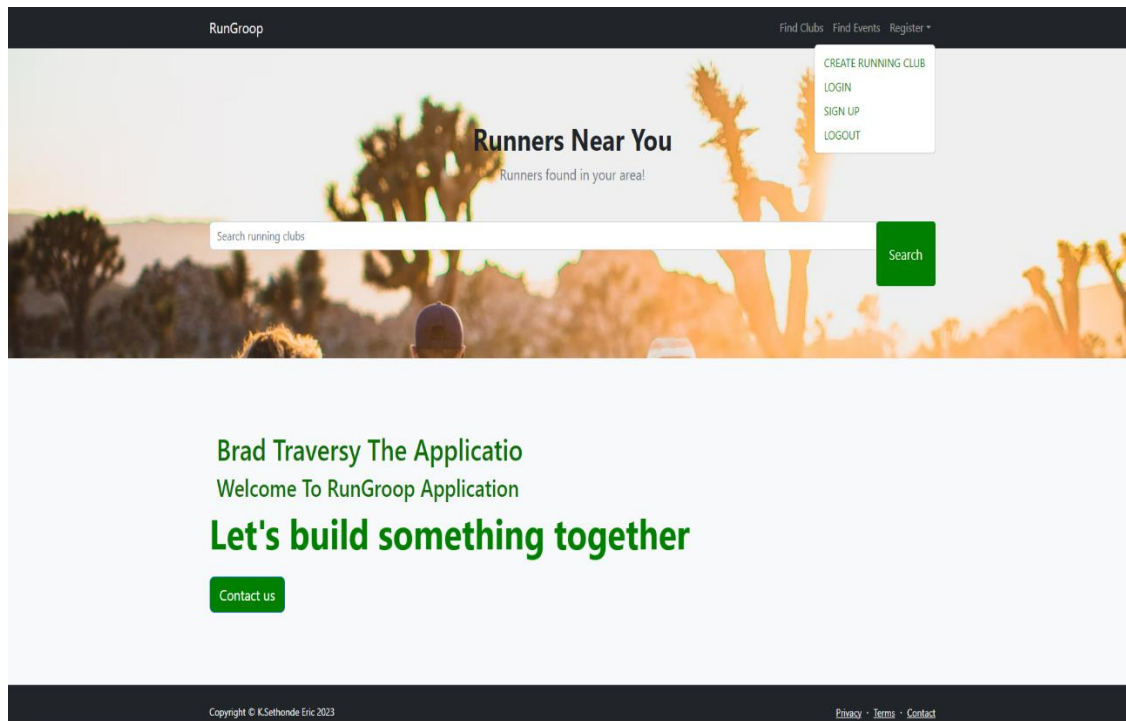 RunGroop
Find Clubs Find Events Register
CREATE RUNNING CLUB
LOGIN
SIGN UP
LOGOUT
Runners Near You
Runners found in your area!
Search running clubs
Search
Brad Traversy The Applicatio
Welcome To RunGroop Application
Let's build something together
Contact us
Copyright © K.Sethonde Eric 2023
Privacy · Terms · Contact